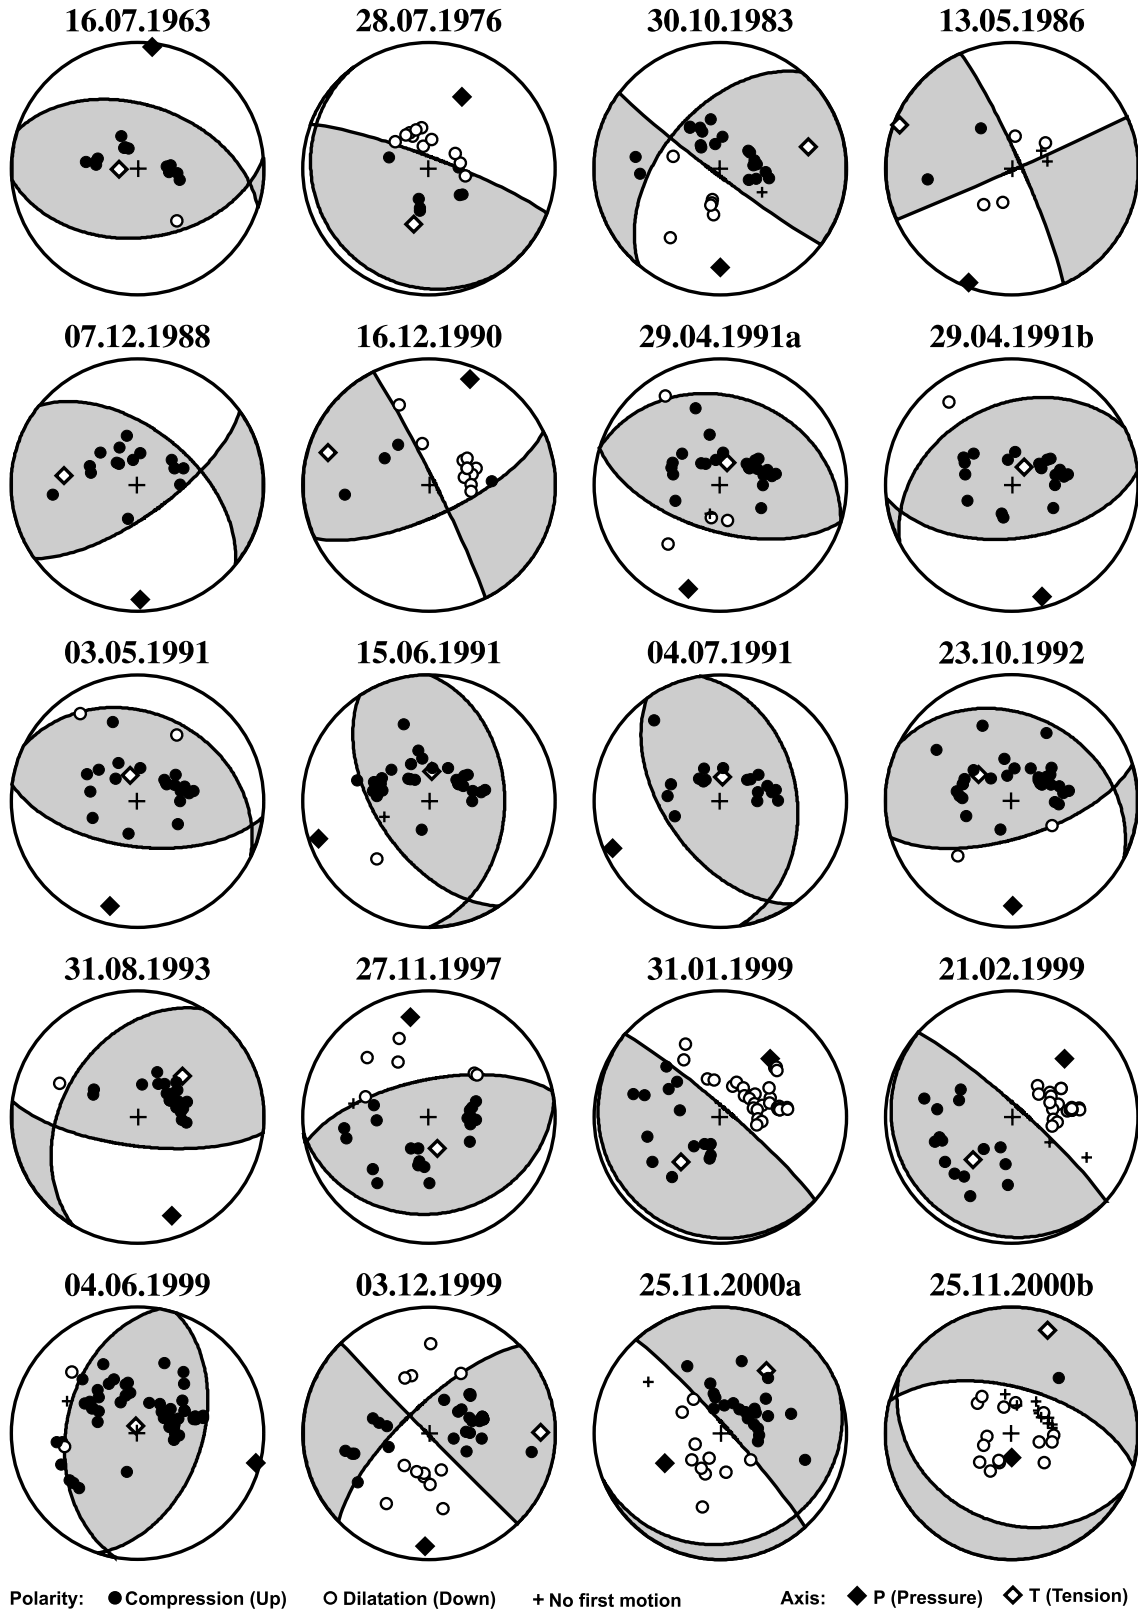 16.07.1963 28.07.1976 30.10.1983 13.05.1986
07.12.1988 16.12.1990 29.04.1991a 29.04.1991b
03.05.1991 15.06.1991 04.07.1991 23.10.1992
31.08.1993 27.11.1997 31.01.1999 21.02.1999
04.06.1999 03.12.1999 25.11.2000a 25.11.2000b
Polarity: Compression (Up) Dilatation (Down) No first motion Axis: P (Pressure) T (Tension)